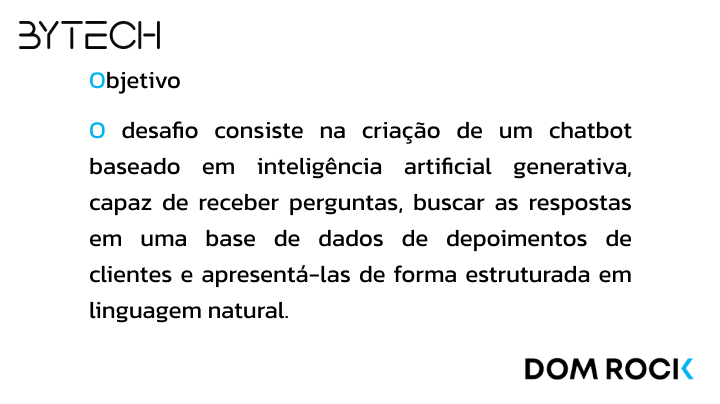 BYTECH
Objetivo
O desafio consiste na criação de um chatbot
baseado em inteligência artificial generativa,
capaz de receber perguntas, buscar as respostas
em uma base de dados de depoimentos de
clientes e apresentá-las de forma estruturada em
linguagem natural.
DOM ROCK